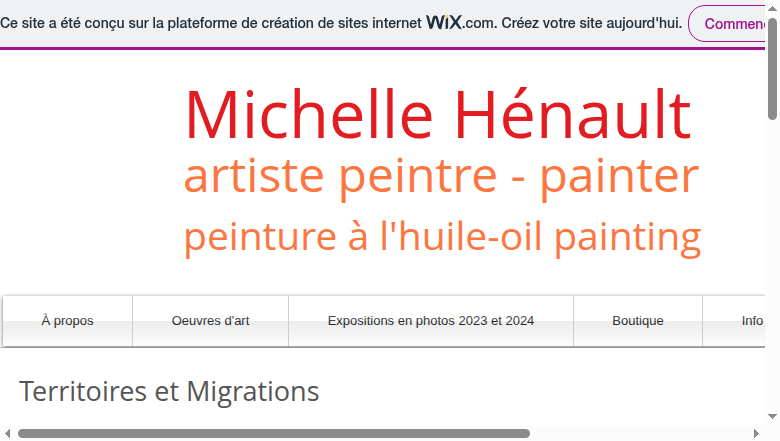 Ce site a été conçu sur la plateforme de création de sites internet WiX.com. Créez votre site aujourd'hui. Commenc
Michelle Hénault
artiste peintre - painter
peinture à l'huile-oil painting
À propos Oeuvres d'art Expositions en photos 2023 et 2024 Boutique Info
Territoires et Migrations